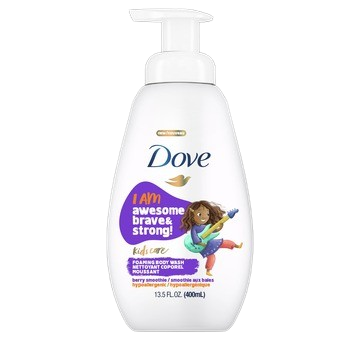 Dove
I AM
awesome
brave &
strong!
kids care
FOAMING BODY WASH
NETTOYANT CORPOREL
MOUSSANT
berry smoothie / smoothie aux baies
hypoallergenic / hypoallergénique
13.5 FL.OZ. (400mL)